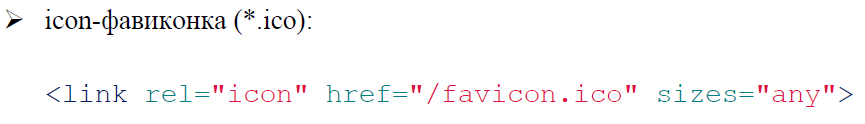 ➢ icon-фавиконка (*.ico):
<link rel="icon" href="/favicon.ico" sizes="any">